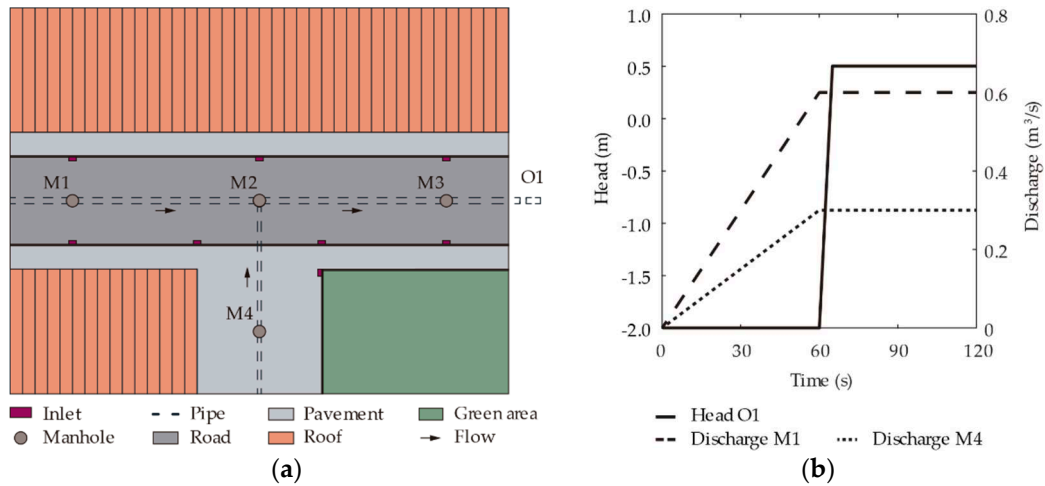 M1
M2
M3
O1
M4
Inlet
Pipe
Pavement
Green area
Manhole
Road
Roof
Flow
(a)
1.0
0.5
0.0
-0.5
-1.0
-1.5
-2.0
Head (m)
0.8
0.6
0.4
0.2
0
Discharge (m³/s)
0
30
60
90
120
Time (s)
Head O1
Discharge M1
Discharge M4
(b)